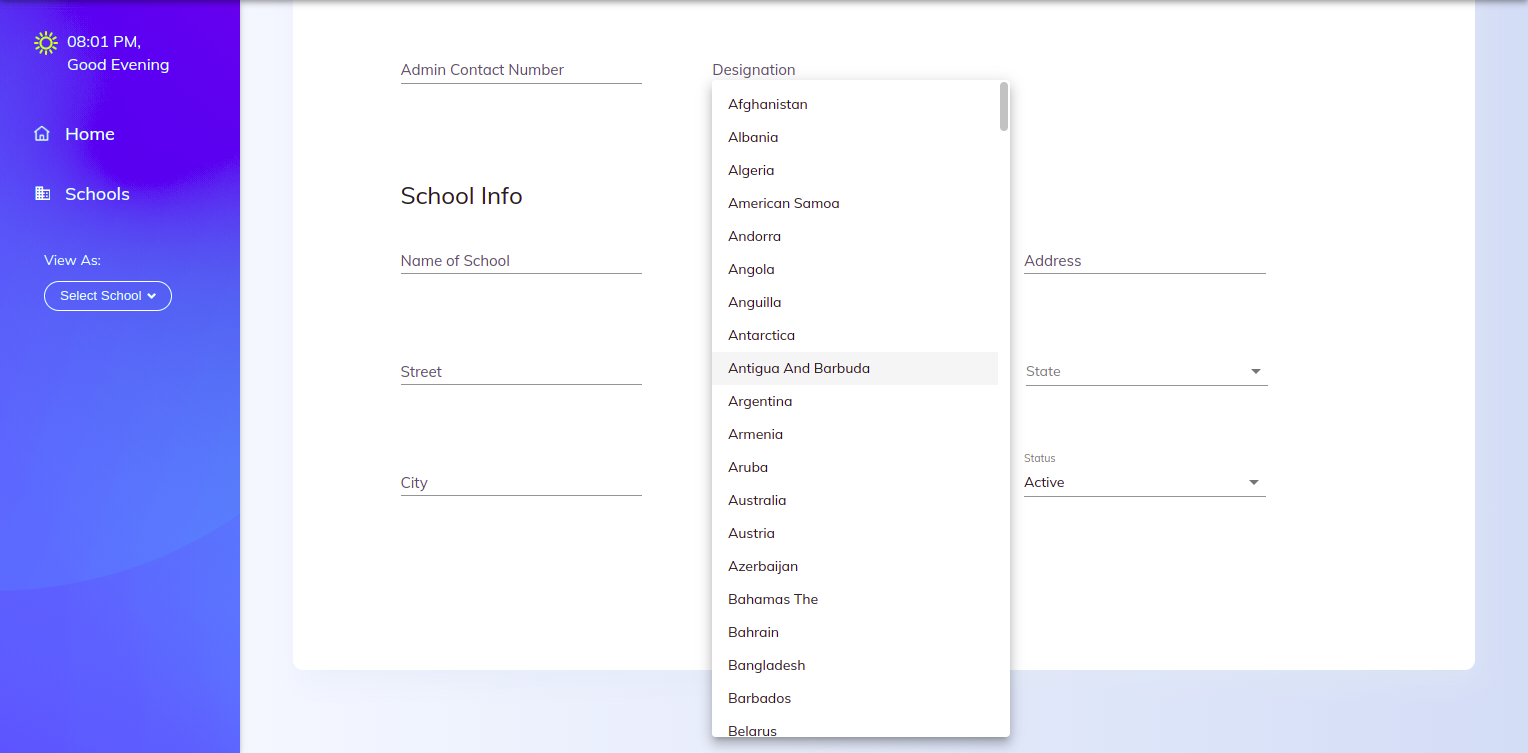 08:01 PM,
Good Evening
Home
Schools
View As:
Select School
Admin Contact Number
Designation
School Info
Name of School
Address
Street
State
City
Status
Active
Afghanistan
Albania
Algeria
American Samoa
Andorra
Angola
Anguilla
Antarctica
Antigua And Barbuda
Argentina
Armenia
Aruba
Australia
Austria
Azerbaijan
Bahamas The
Bahrain
Bangladesh
Barbados
Belarus